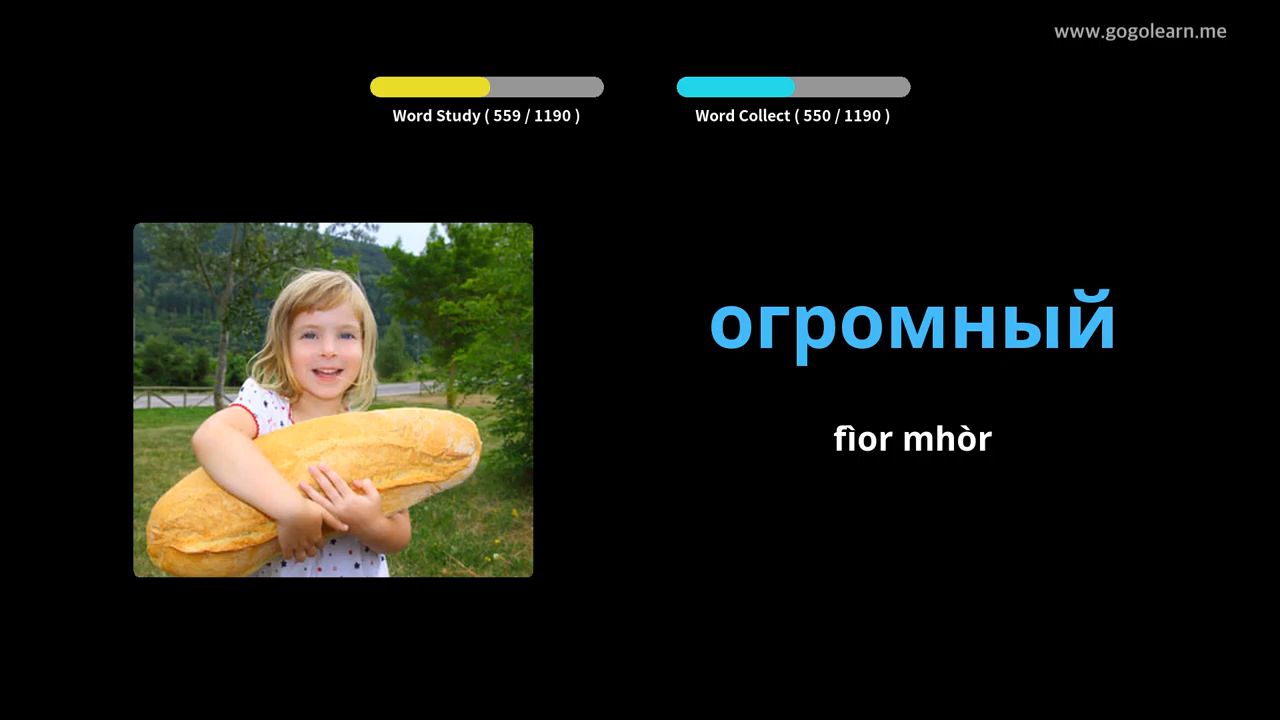 www.gogolearn.me
Word Study ( 559 / 1190 )
Word Collect ( 550 / 1190 )
огромный
fìor mhòr